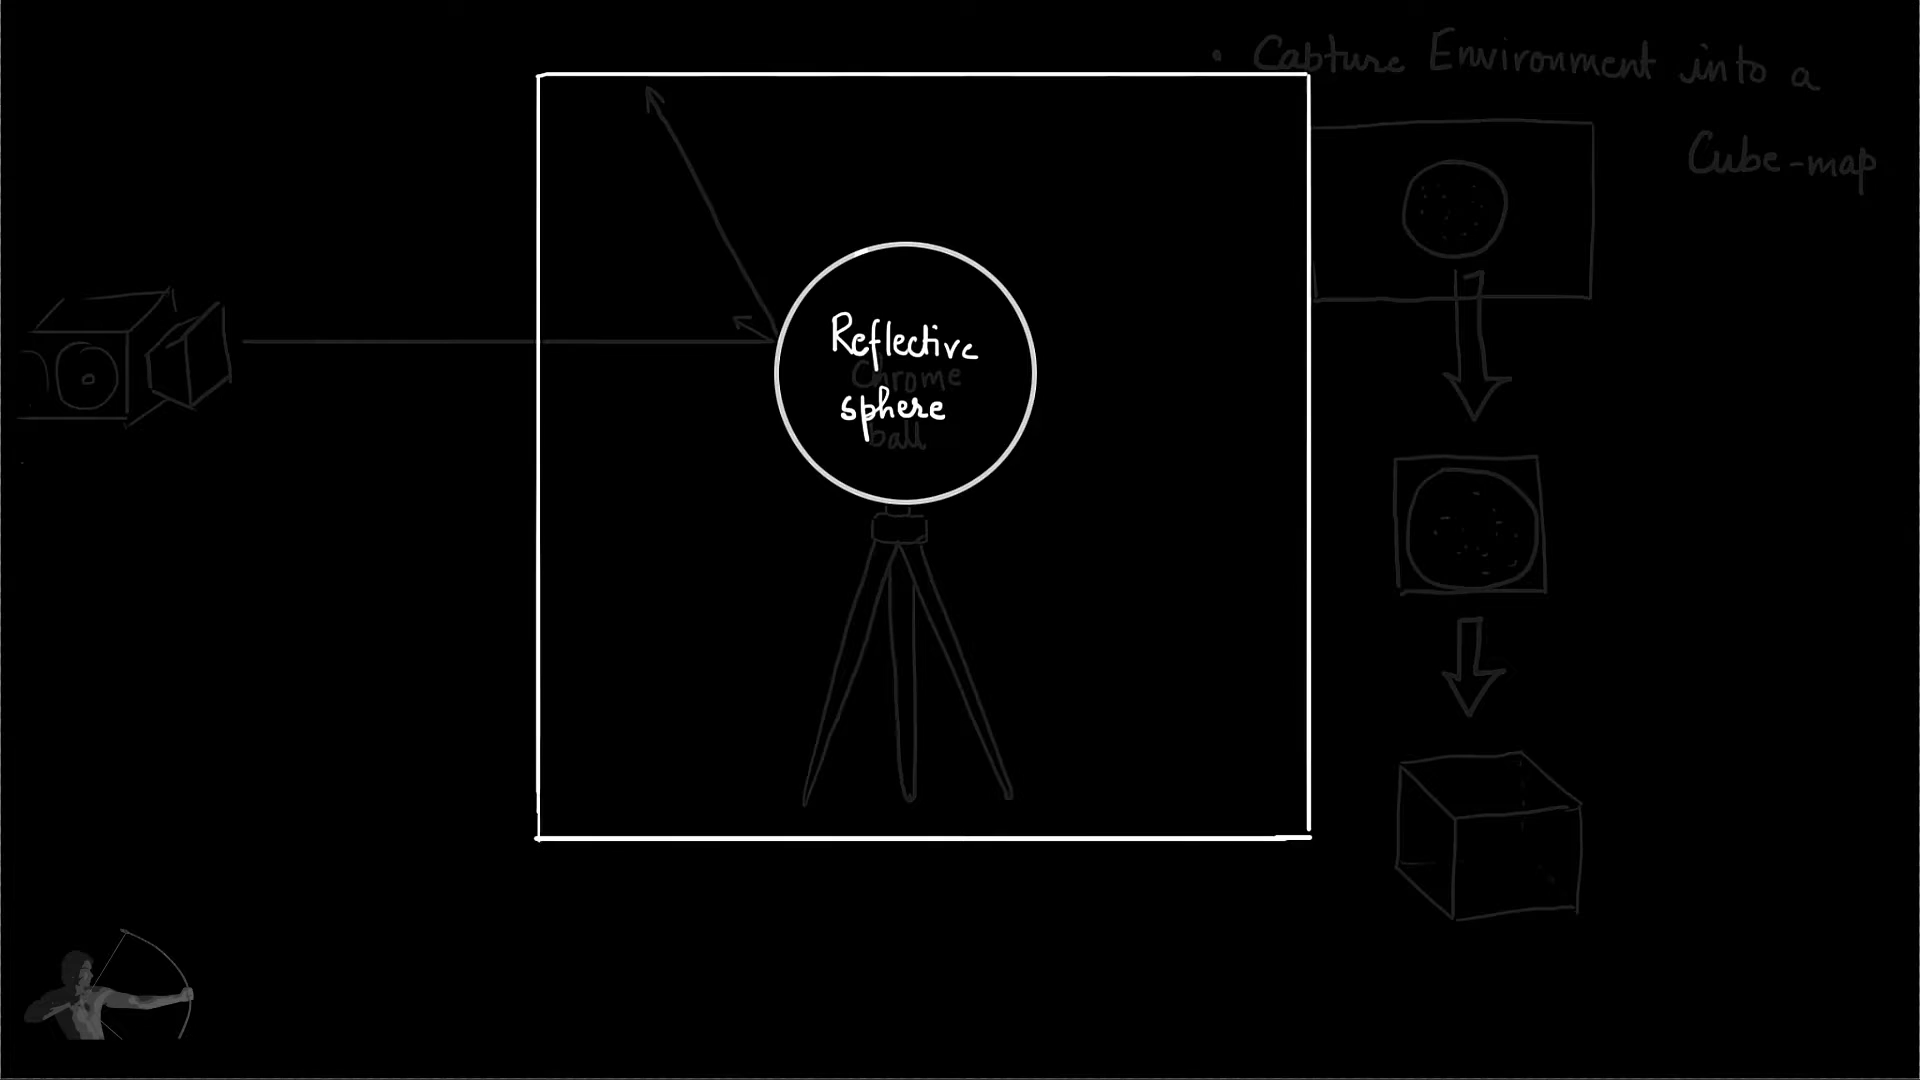 • Capture Environment into a
Cube-map
Reflective
Chrome
sphere
ball